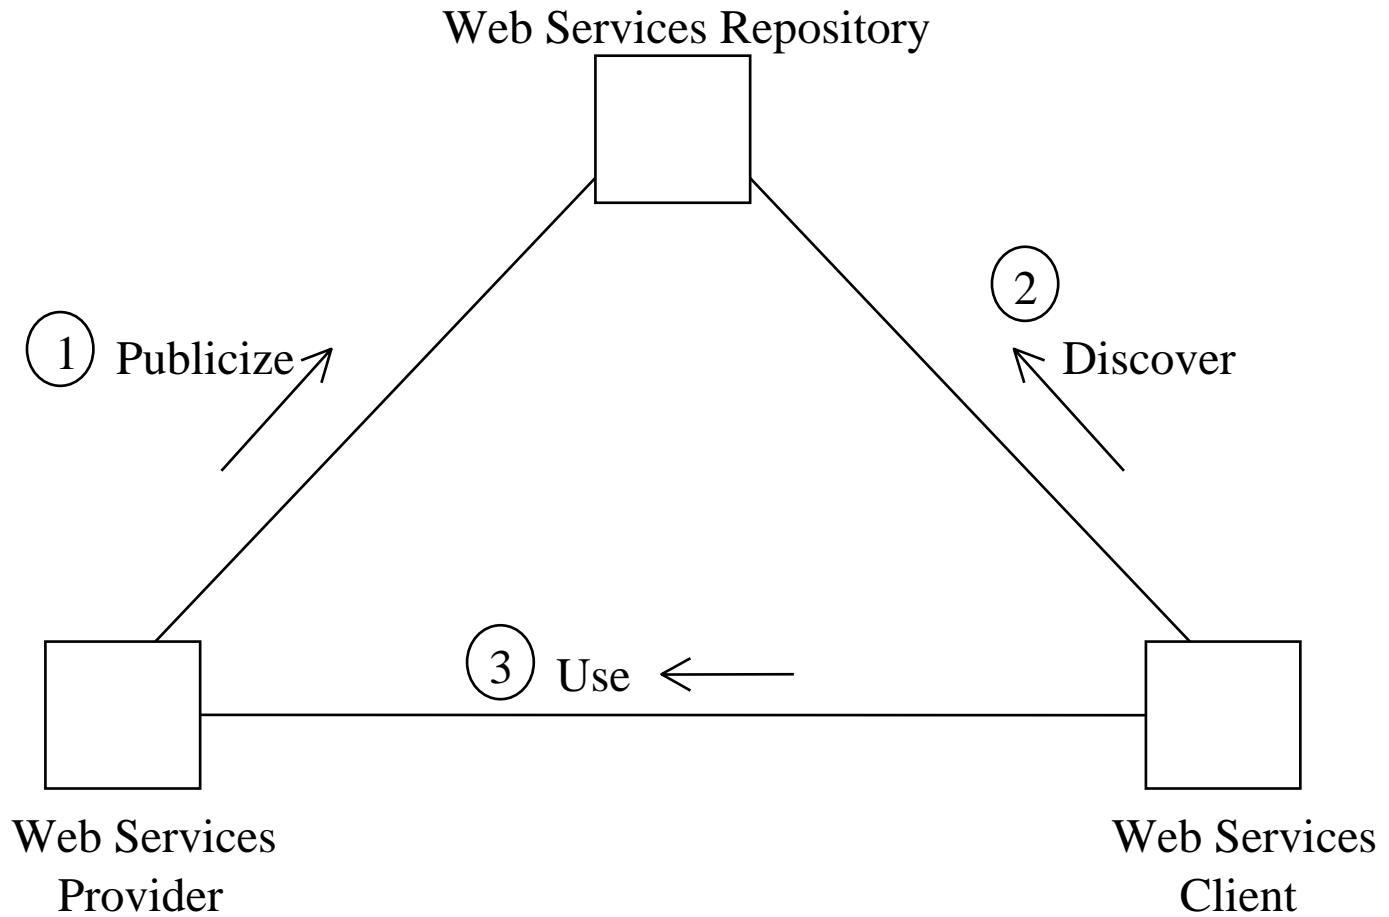 Web Services Repository
2
1 Publicize
Discover
3 Use
Web Services
Provider
Web Services
Client